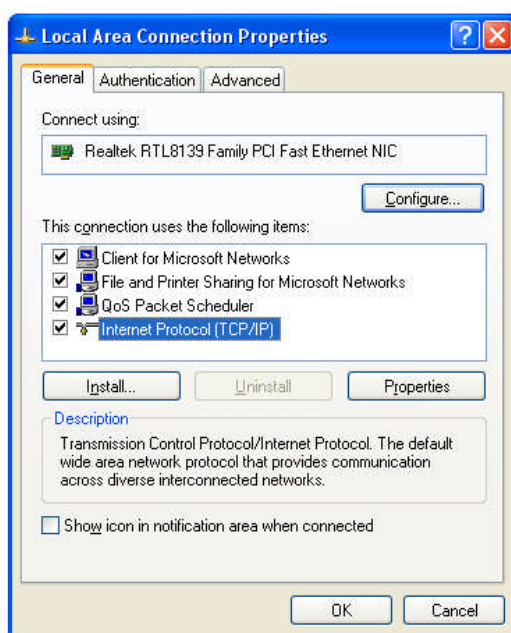 Local Area Connection Properties
General Authentication Advanced
Connect using:
Realtek RTL8139 Family PCI Fast Ethernet NIC
Configure...
This connection uses the following items:
Client for Microsoft Networks
File and Printer Sharing for Microsoft Networks
QoS Packet Scheduler
Internet Protocol (TCP/IP)
Install... Uninstall Properties
Description
Transmission Control Protocol/Internet Protocol. The default
wide area network protocol that provides communication
across diverse interconnected networks.
Show icon in notification area when connected
OK Cancel